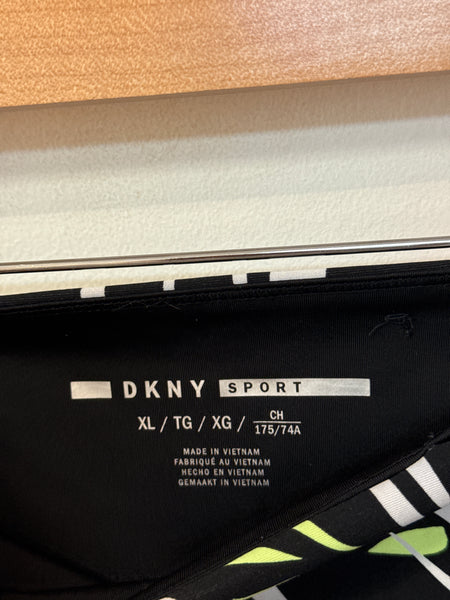 DKNY SPORT
XL / TG / XG / CH 175/74A
MADE IN VIETNAM
FABRIQUÉ AU VIETNAM
HECHO EN VIETNAM
GEMAAKT IN VIETNAM